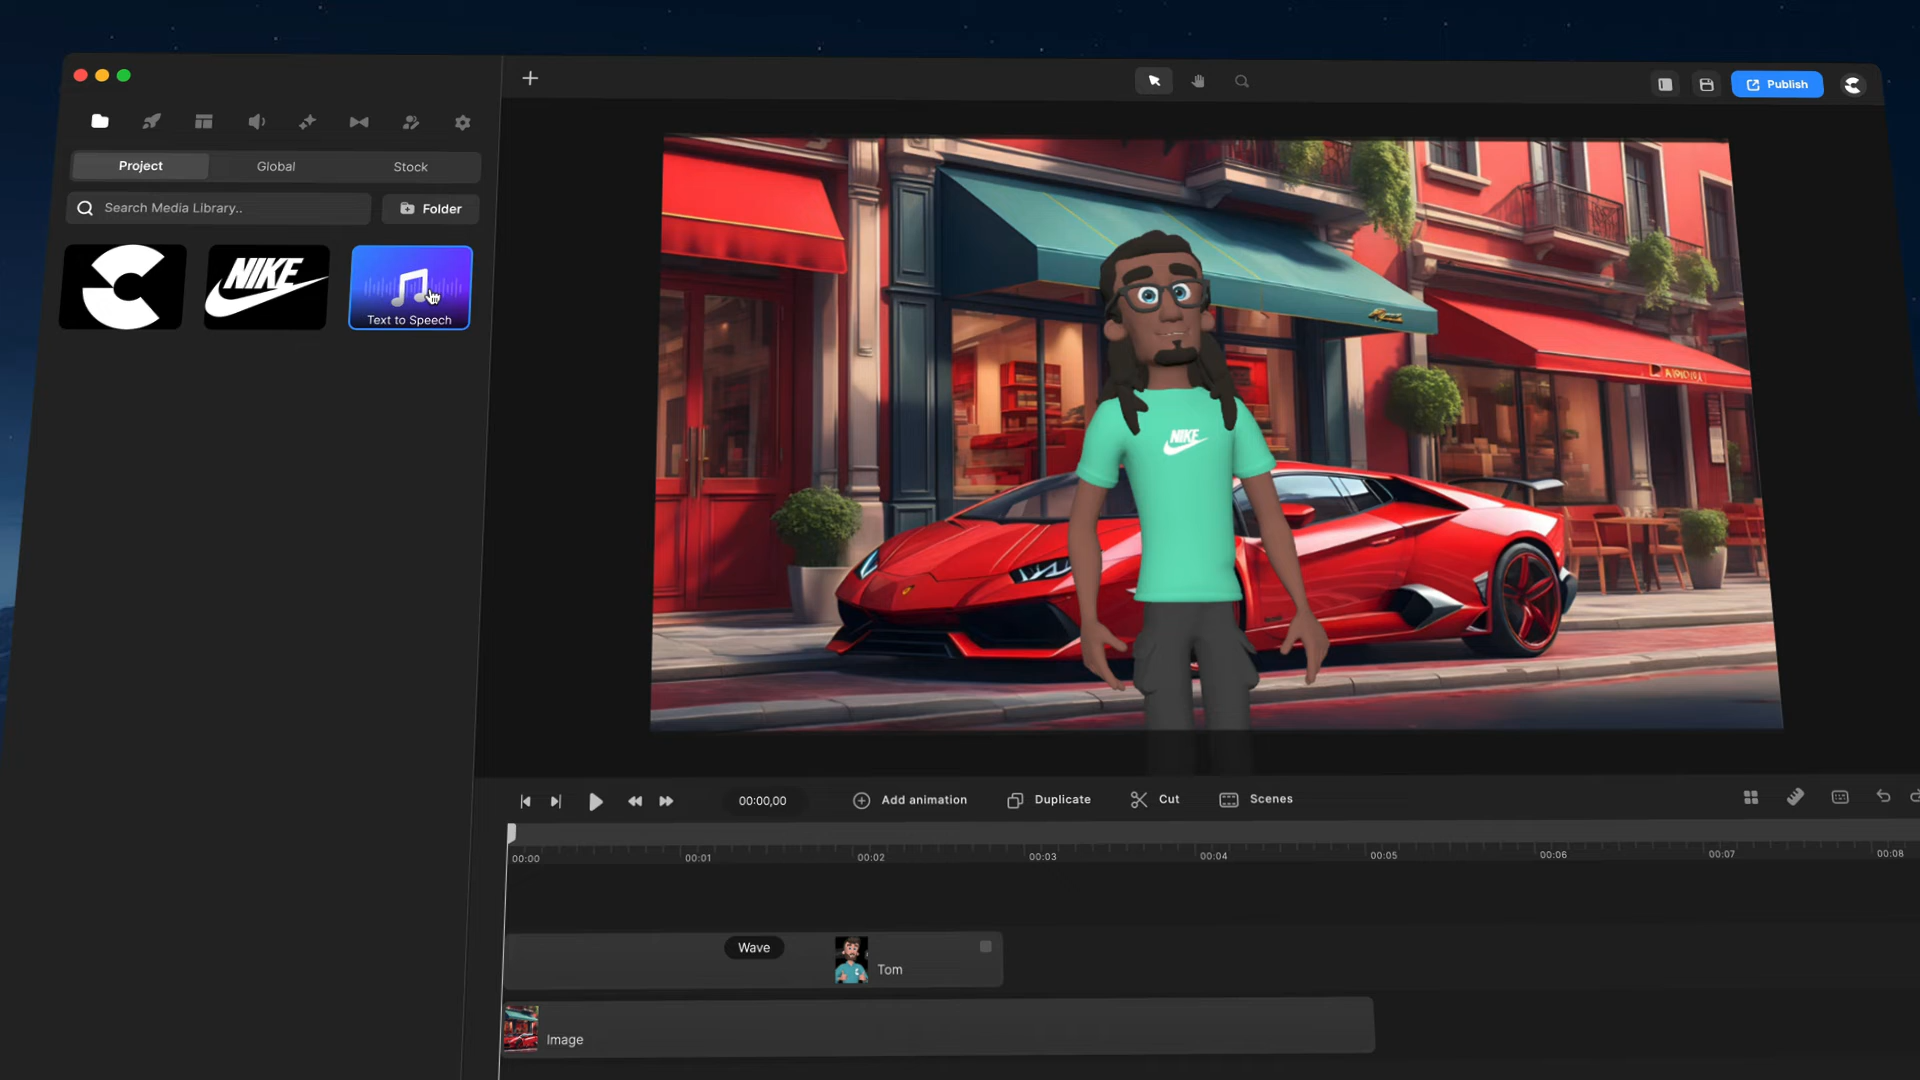 Publish
Project
Global
Stock
Search Media Library..
Folder
NIKE
Text to Speech
NIKE
00:00,00
Add animation
Duplicate
Cut
Scenes
00:00
00:01
00:02
00:03
00:04
00:05
00:06
00:07
00:08
Wave
Tom
Image